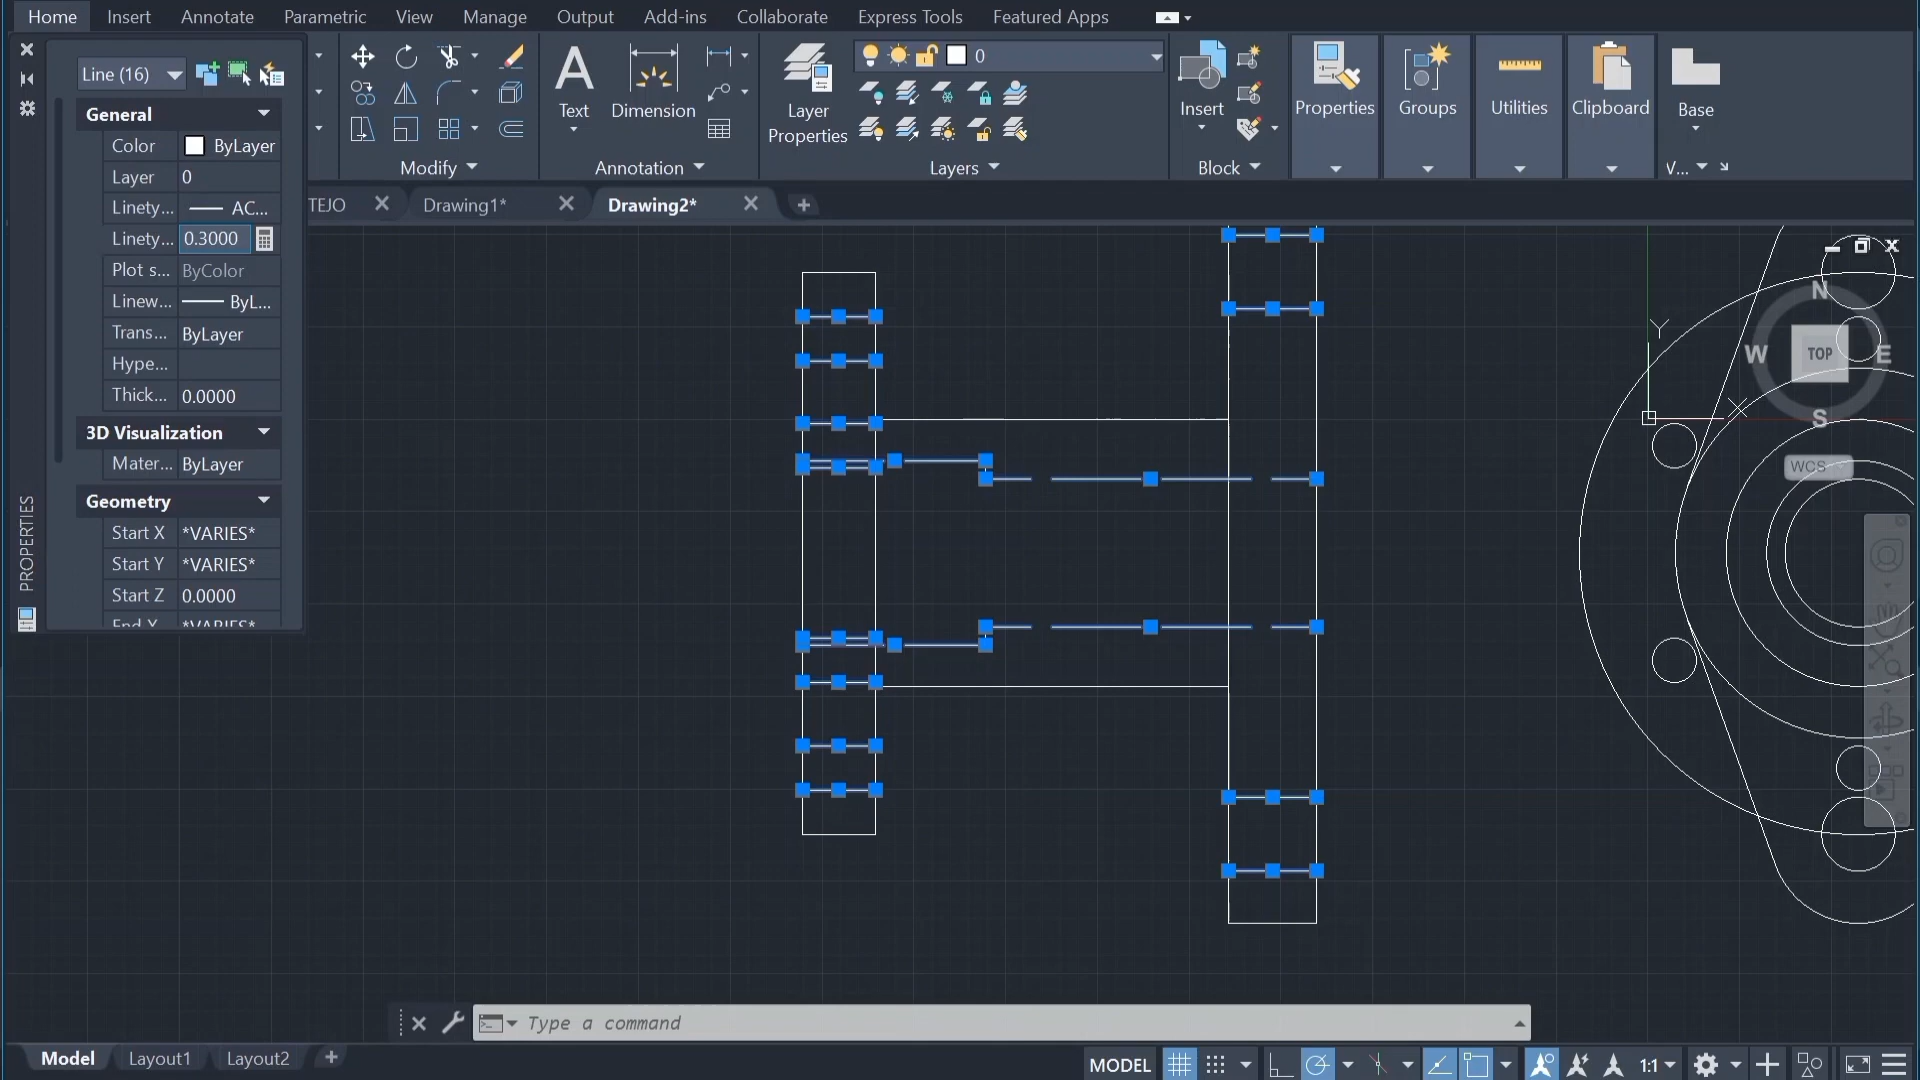 Home Insert Annotate Parametric View Manage Output Add-ins Collaborate Express Tools Featured Apps
Line (16)
General
Color ByLayer
Layer 0
Linety... AC...
Linety... 0.3000
Plot s... ByColor
Linew... ByL...
Trans... ByLayer
Hype...
Thick... 0.0000
3D Visualization
Mater... ByLayer
Geometry
Start X *VARIES*
Start Y *VARIES*
Start Z 0.0000
End X *VARIES*
PROPERTIES
Modify
Text
Dimension
Annotation
Layer
Properties
0
Layers
Insert
Block
Properties
Groups
Utilities
Clipboard
Base
V...
TEJO Drawing1* Drawing2*
N
W TOP E
S
WCS
Y
X
Type a command
Model Layout1 Layout2
MODEL 1:1